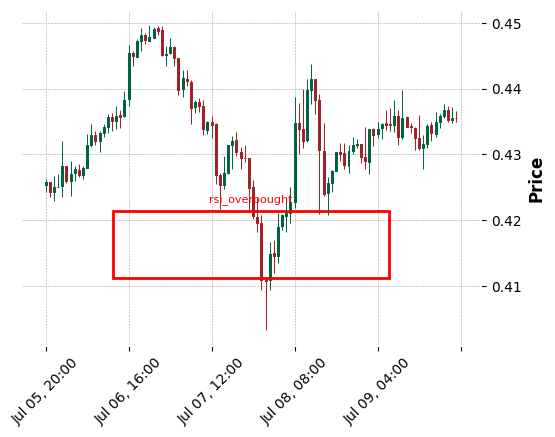 0.45
0.44
0.43
rsi_overbought
0.42
0.41
Price
Jul 05, 20:00
Jul 06, 16:00
Jul 07, 12:00
Jul 08, 08:00
Jul 09, 04:00